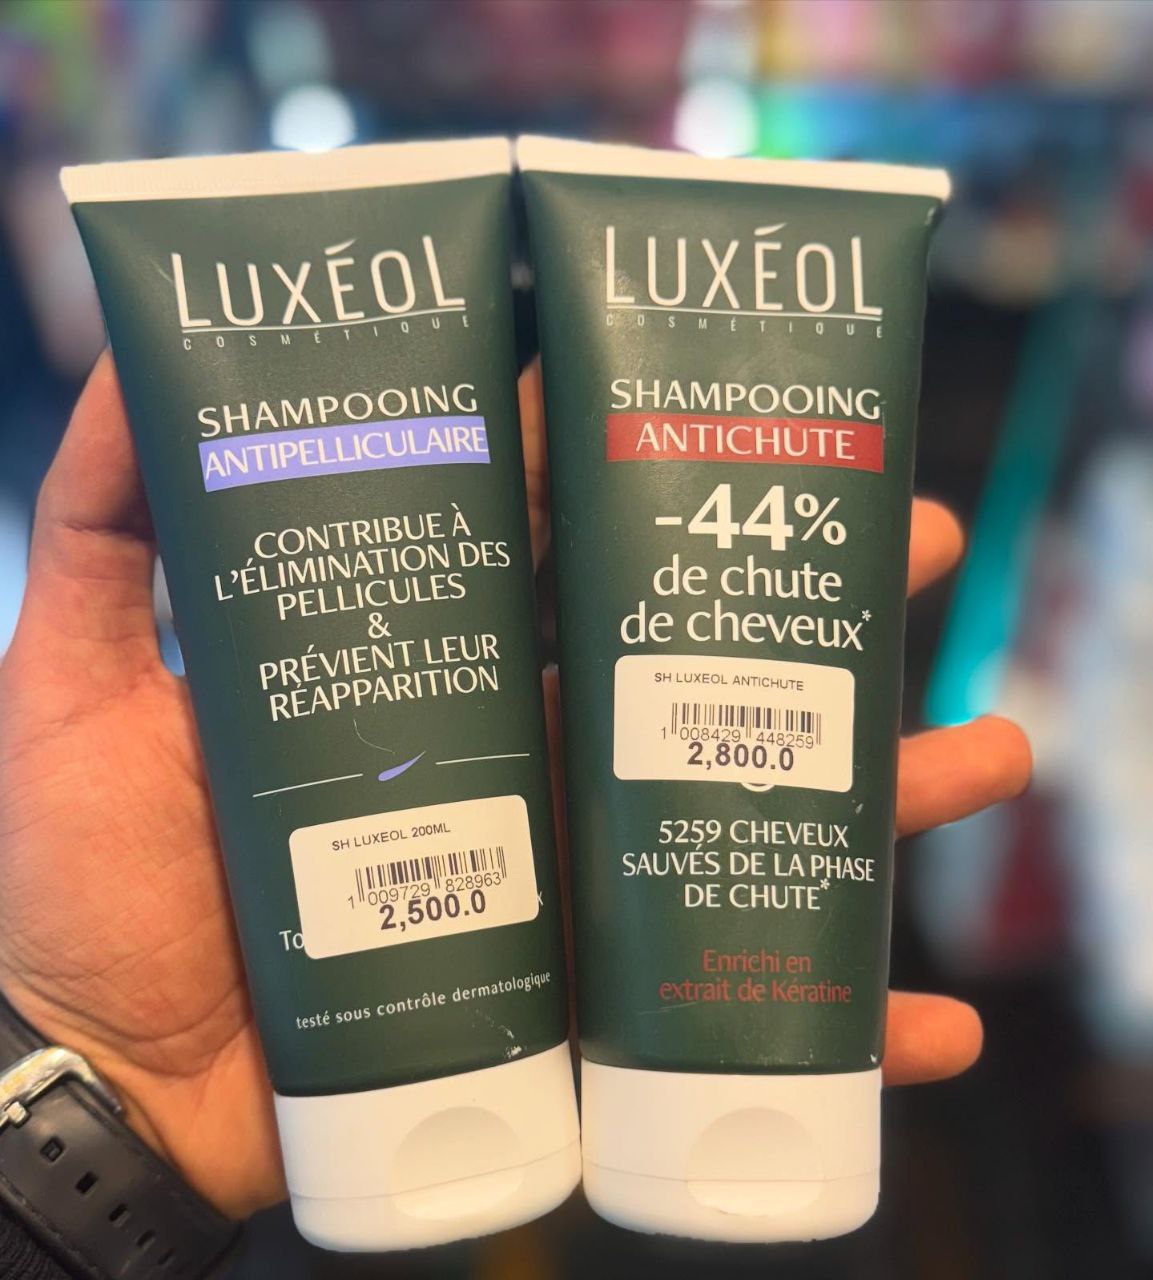 LUXÉOL
COSMÉTIQUE
SHAMPOOING
ANTIPELLICULAIRE
CONTRIBUE À
L'ÉLIMINATION DES
PELLICULES
&
PRÉVIENT LEUR
RÉAPPARITION
SH LUXEOL 200ML
1 009729 828963
2,500.0
testé sous contrôle dermatologique
LUXÉOL
COSMÉTIQUE
SHAMPOOING
ANTICHUTE
-44%
de chute
de cheveux*
SH LUXEOL ANTICHUTE
1 008429 448259
2,800.0
5259 CHEVEUX
SAUVÉS DE LA PHASE
DE CHUTE*
Enrichi en
extrait de Kératine